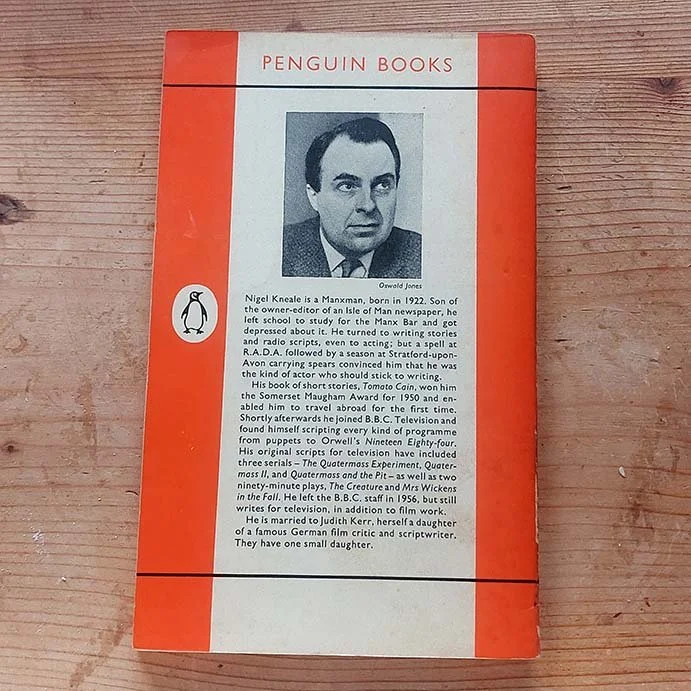 PENGUIN BOOKS
Oswald Jones
Nigel Kneale is a Manxman, born in 1922. Son of
the owner-editor of an Isle of Man newspaper, he
left school to study for the Manx Bar and got
depressed about it. He turned to writing stories
and radio scripts, even to acting; but a spell at
R.A.D.A. followed by a season at Stratford-upon-
Avon carrying spears convinced him that he was
the kind of actor who should stick to writing.
His book of short stories, Tomato Cain, won him
the Somerset Maugham Award for 1950 and en-
abled him to travel abroad for the first time.
Shortly afterwards he joined B.B.C. Television and
found himself scripting every kind of programme
from puppets to Orwell's Nineteen Eighty-four.
His original scripts for television have included
three serials – The Quatermass Experiment, Quater-
mass II, and Quatermass and the Pit – as well as two
ninety-minute plays, The Creature and Mrs Wickens
in the Fall. He left the B.B.C. staff in 1956, but still
writes for television, in addition to film work.
He is married to Judith Kerr, herself a daughter
of a famous German film critic and scriptwriter.
They have one small daughter.